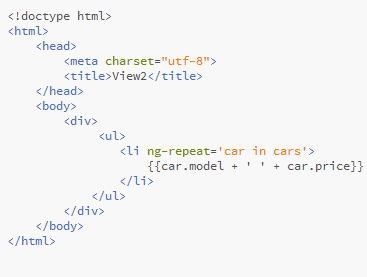 <!doctype html>
<html>
    <head>
        <meta charset="utf-8">
        <title>View2</title>
    </head>
    <body>
        <div>
             <ul>
                <li ng-repeat='car in cars'>
                    {{car.model + ' ' + car.price}}
                </li>
            </ul>
        </div>
    </body>
</html>